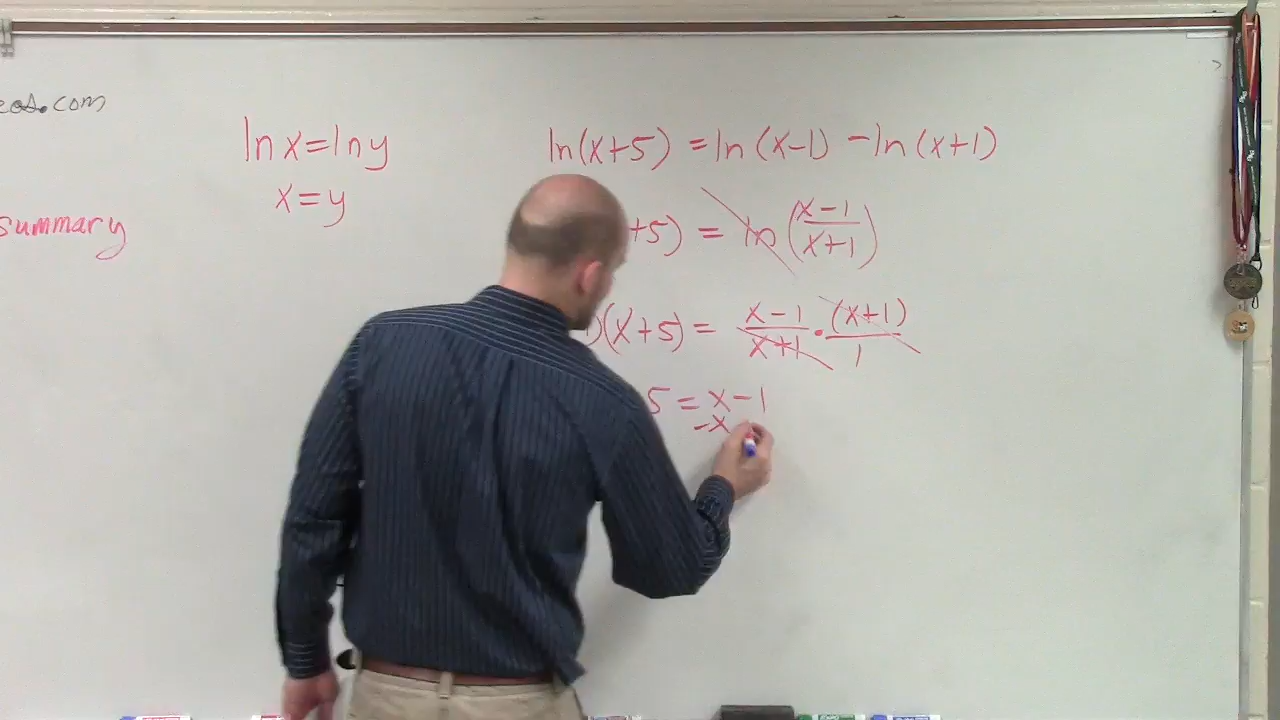 .com
summary
ln x = ln y
x = y
ln(x+5) = ln (x-1) - ln (x+1)
+5) = ln (x-1/x+1)
)(x+5) = x-1/x+1 · (x+1)/1
5 = x-1
-x